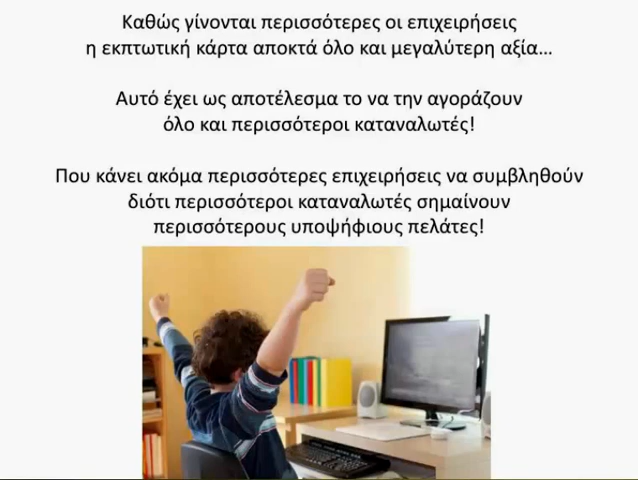 Καθώς γίνονται περισσότερες οι επιχειρήσεις
η εκπτωτική κάρτα αποκτά όλο και μεγαλύτερη αξία...
Αυτό έχει ως αποτέλεσμα το να την αγοράζουν
όλο και περισσότεροι καταναλωτές!
Που κάνει ακόμα περισσότερες επιχειρήσεις να συμβληθούν
διότι περισσότεροι καταναλωτές σημαίνουν
περισσότερους υποψήφιους πελάτες!